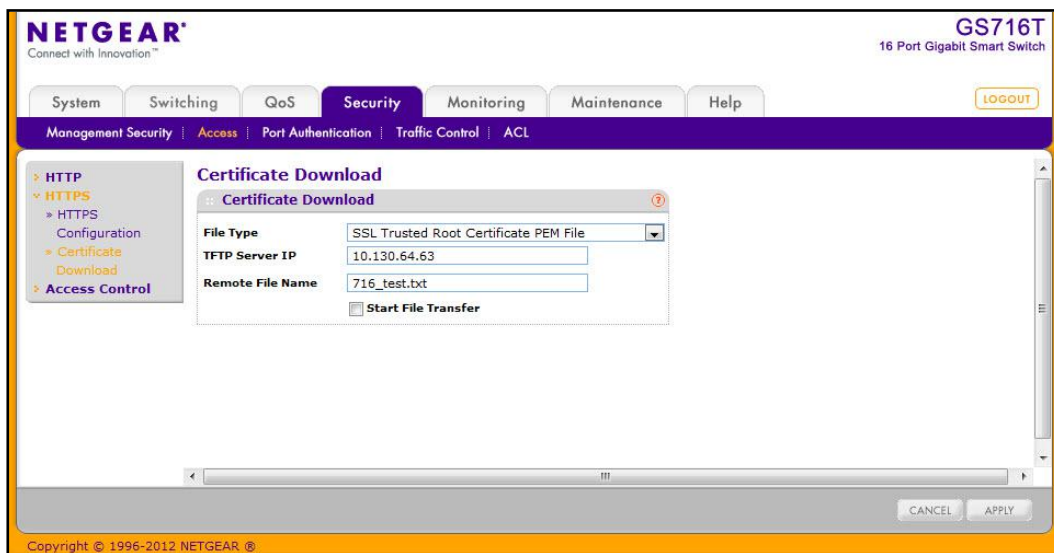 NETGEAR®
Connect with Innovation™
GS716T
16 Port Gigabit Smart Switch
System Switching QoS Security Monitoring Maintenance Help
LOGOUT
Management Security | Access | Port Authentication | Traffic Control | ACL
HTTP
HTTPS
» HTTPS
Configuration
» Certificate
Download
Access Control
Certificate Download
Certificate Download ?
File Type SSL Trusted Root Certificate PEM File
TFTP Server IP 10.130.64.63
Remote File Name 716_test.txt
Start File Transfer
CANCEL APPLY
Copyright © 1996-2012 NETGEAR ®